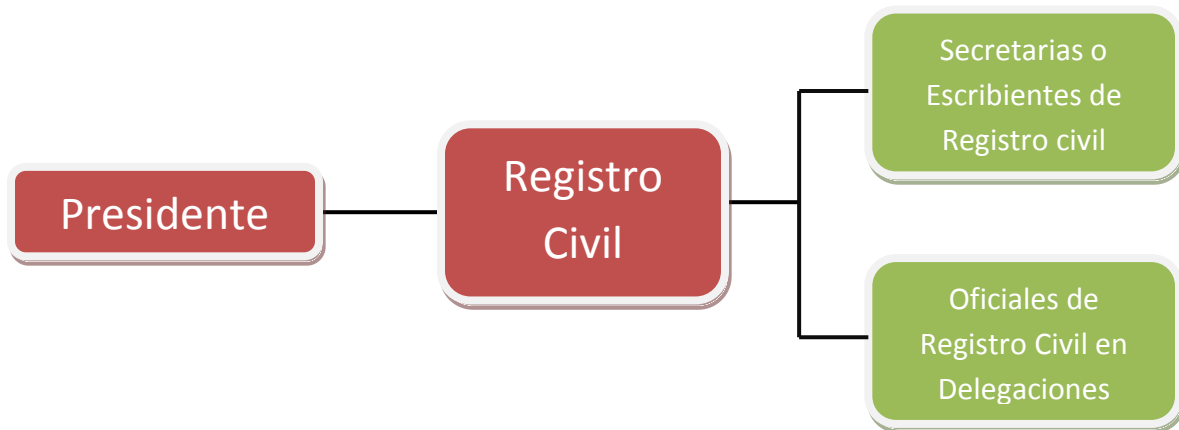 Presidente
Registro
Civil
Secretarias o
Escribientes de
Registro civil
Oficiales de
Registro Civil en
Delegaciones